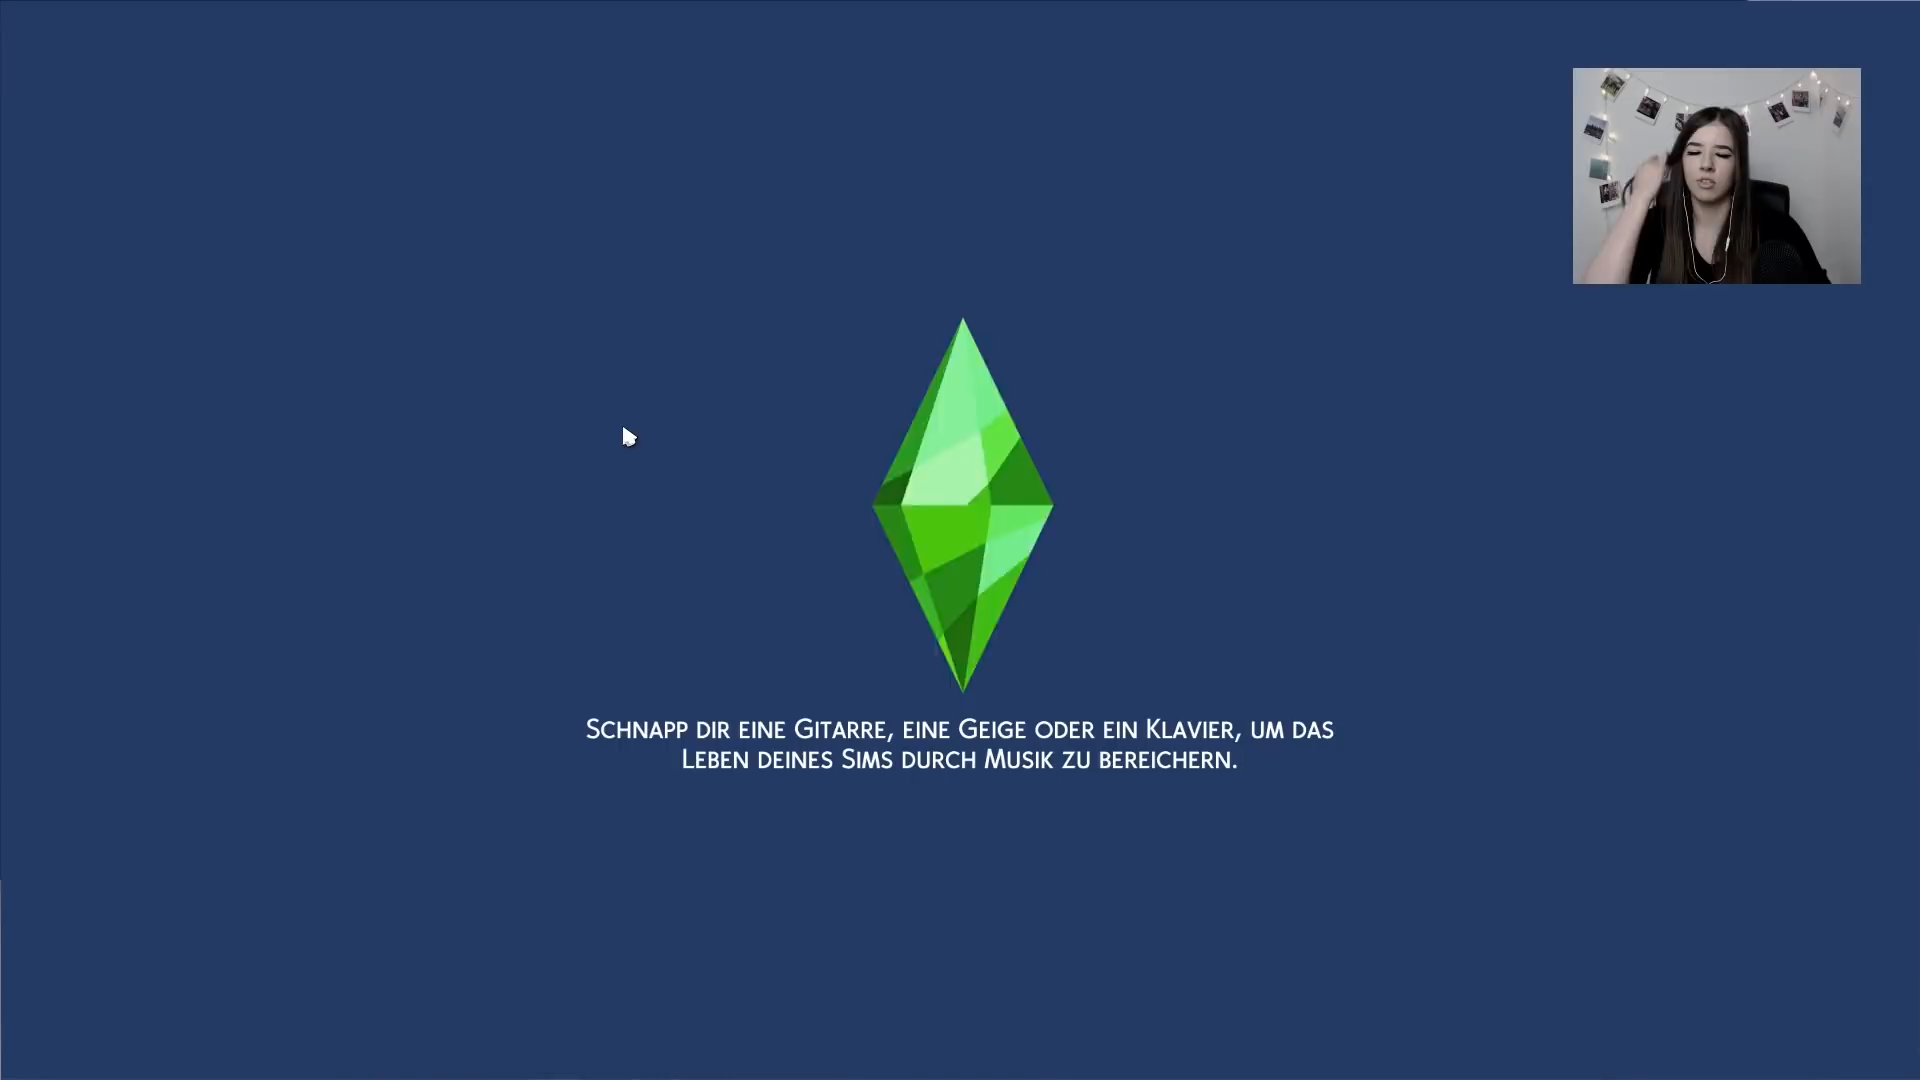 Schnapp dir eine Gitarre, eine Geige oder ein Klavier, um das
Leben deines Sims durch Musik zu bereichern.